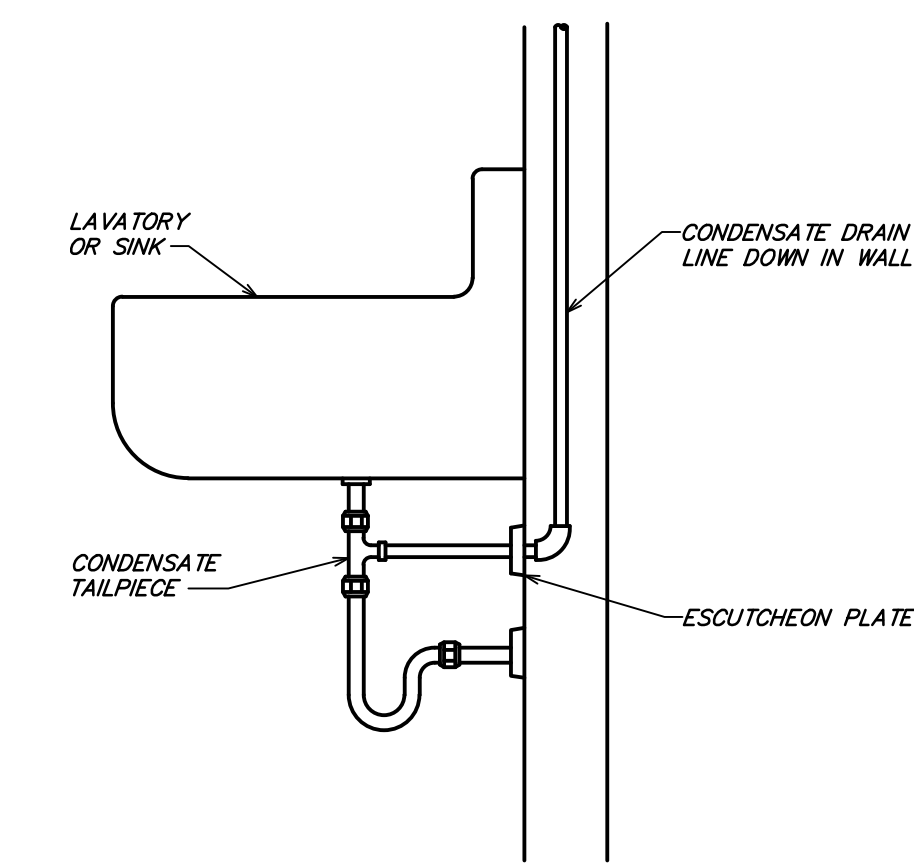 LAVATORY
OR SINK
CONDENSATE DRAIN
LINE DOWN IN WALL
CONDENSATE
TAILPIECE
ESCUTCHEON PLATE